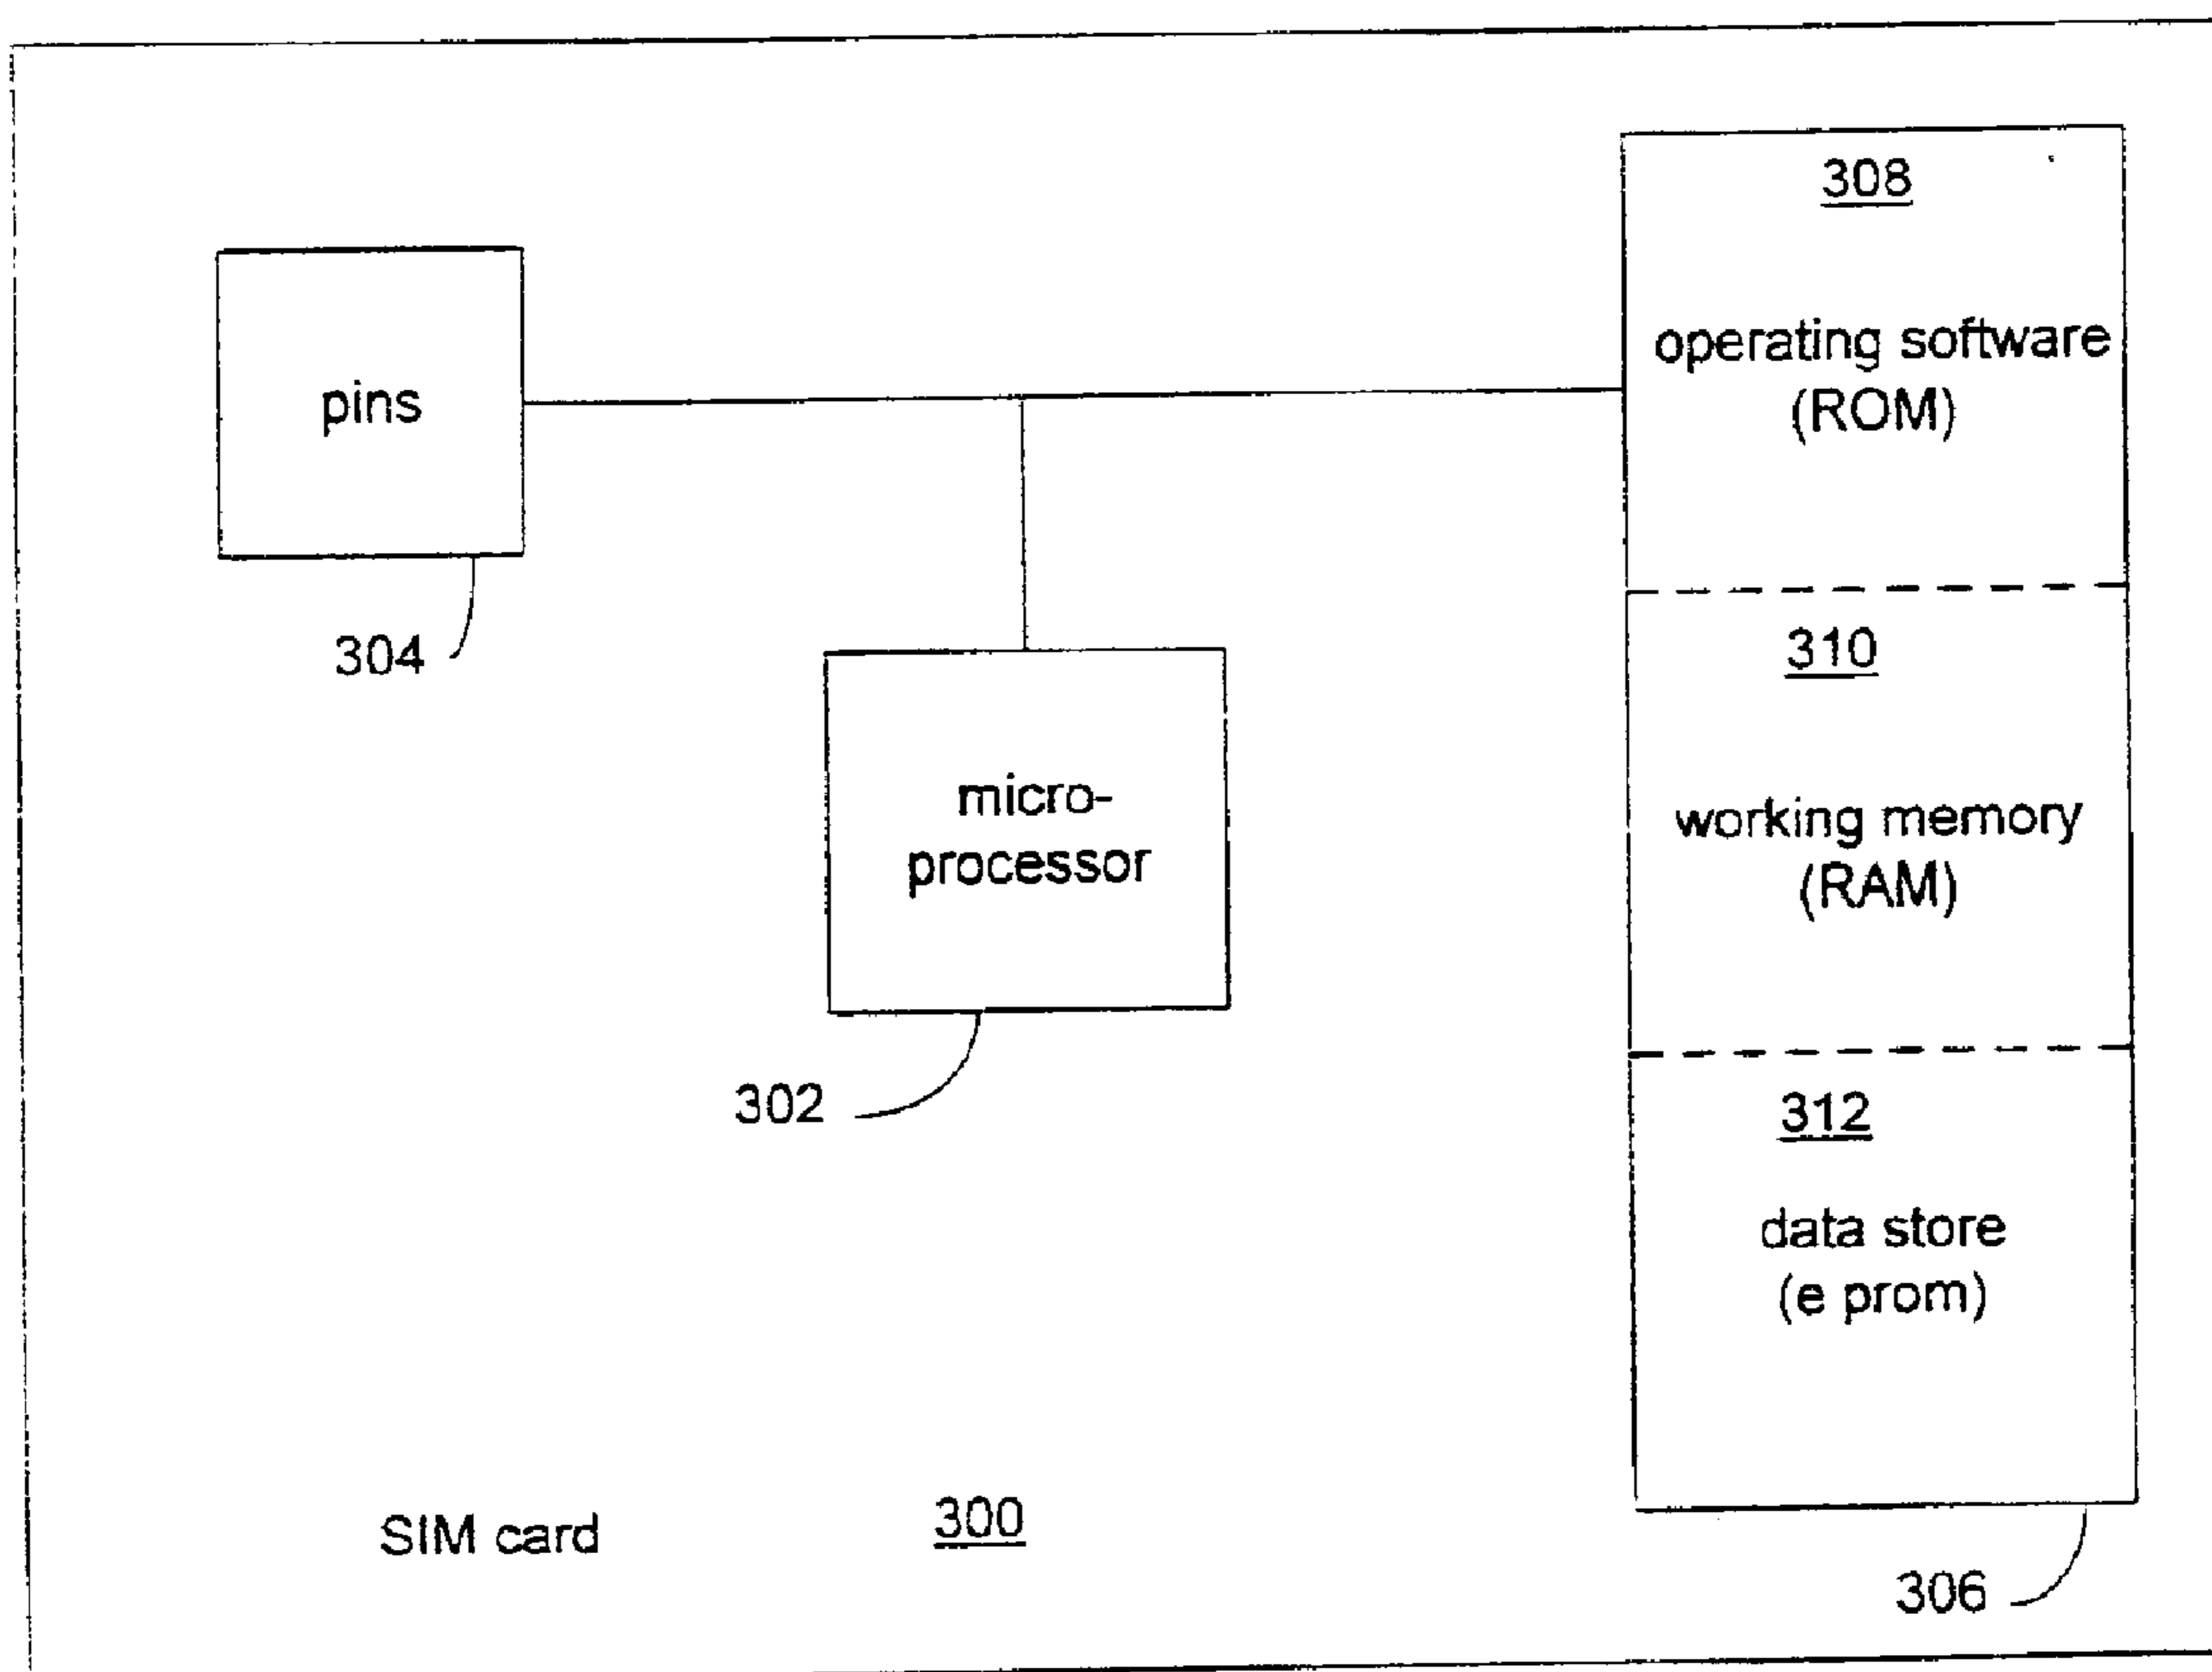 308
operating software
(ROM)
pins
304
310
working memory
(RAM)
micro-
processor
302
312
data store
(e prom)
SIM card
300
306